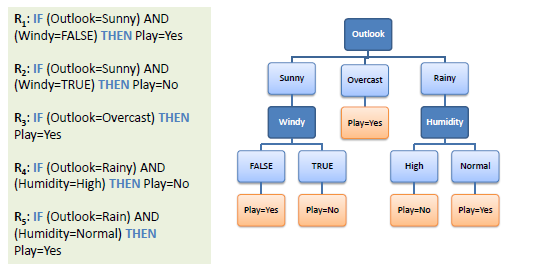 R₁: IF (Outlook=Sunny) AND
(Windy=FALSE) THEN Play=Yes
R₂: IF (Outlook=Sunny) AND
(Windy=TRUE) THEN Play=No
R₃: IF (Outlook=Overcast) THEN
Play=Yes
R₄: IF (Outlook=Rainy) AND
(Humidity=High) THEN Play=No
R₅: IF (Outlook=Rain) AND
(Humidity=Normal) THEN
Play=Yes
Outlook
Sunny Overcast Rainy
Windy Play=Yes Humidity
FALSE TRUE High Normal
Play=Yes Play=No Play=No Play=Yes